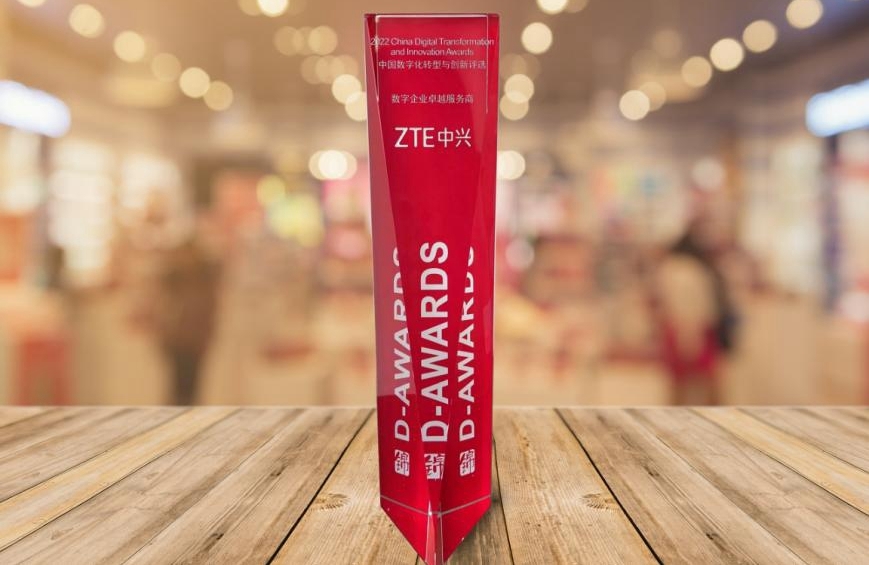 2022 China Digital Transformation
and Innovation Awards
中国数字化转型与创新评选
数字企业卓越服务商
ZTE中兴
D-AWARDS
D-AWARDS
D-AWARDS